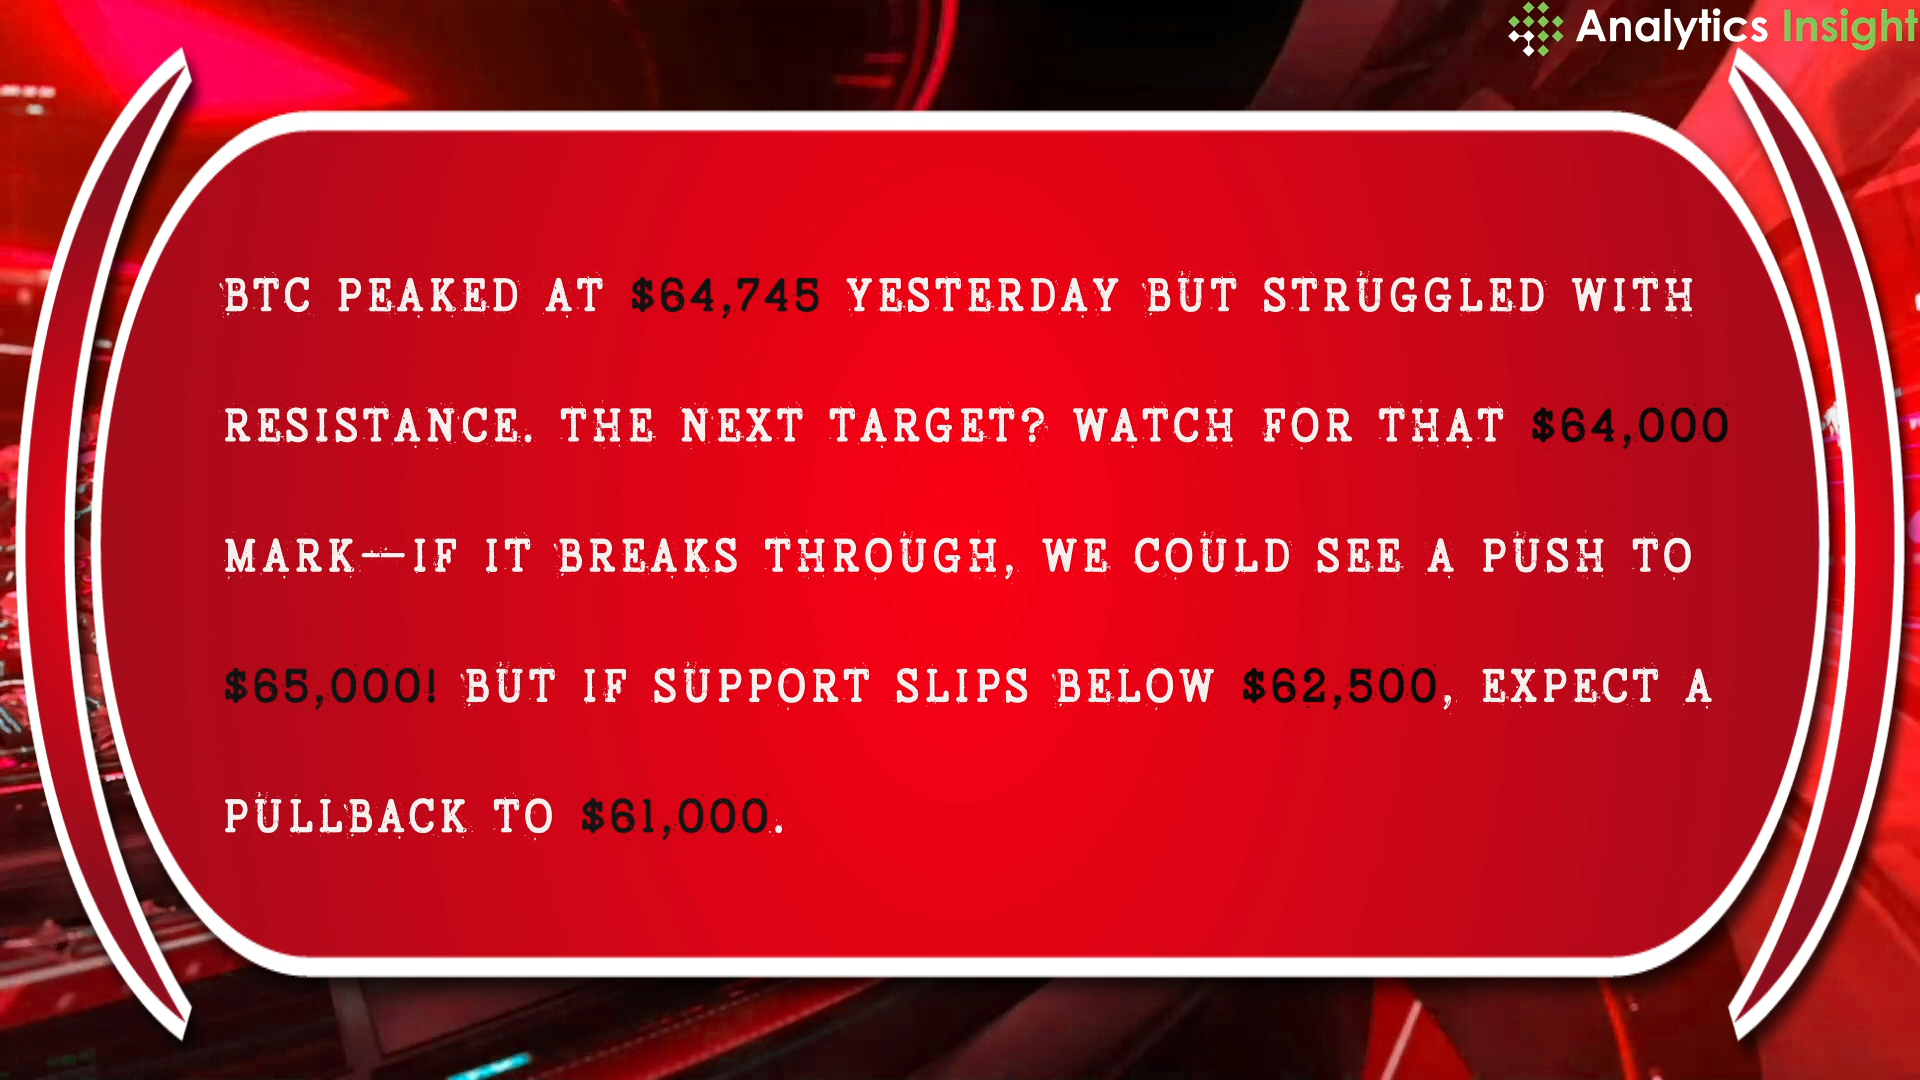 Analytics Insight
BTC PEAKED AT $64,745 YESTERDAY BUT STRUGGLED WITH
RESISTANCE. THE NEXT TARGET? WATCH FOR THAT $64,000
MARK—IF IT BREAKS THROUGH, WE COULD SEE A PUSH TO
$65,000! BUT IF SUPPORT SLIPS BELOW $62,500, EXPECT A
PULLBACK TO $61,000.